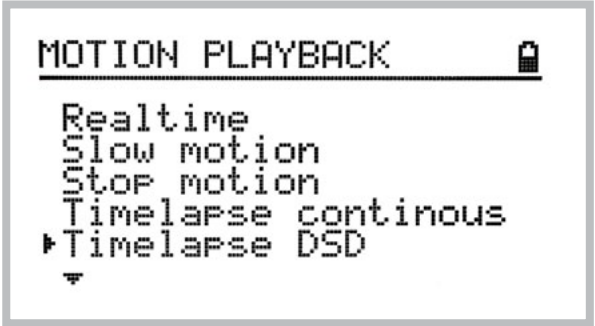 MOTION PLAYBACK
Realtime
Slow motion
Stop motion
Timelapse continous
Timelapse DSD